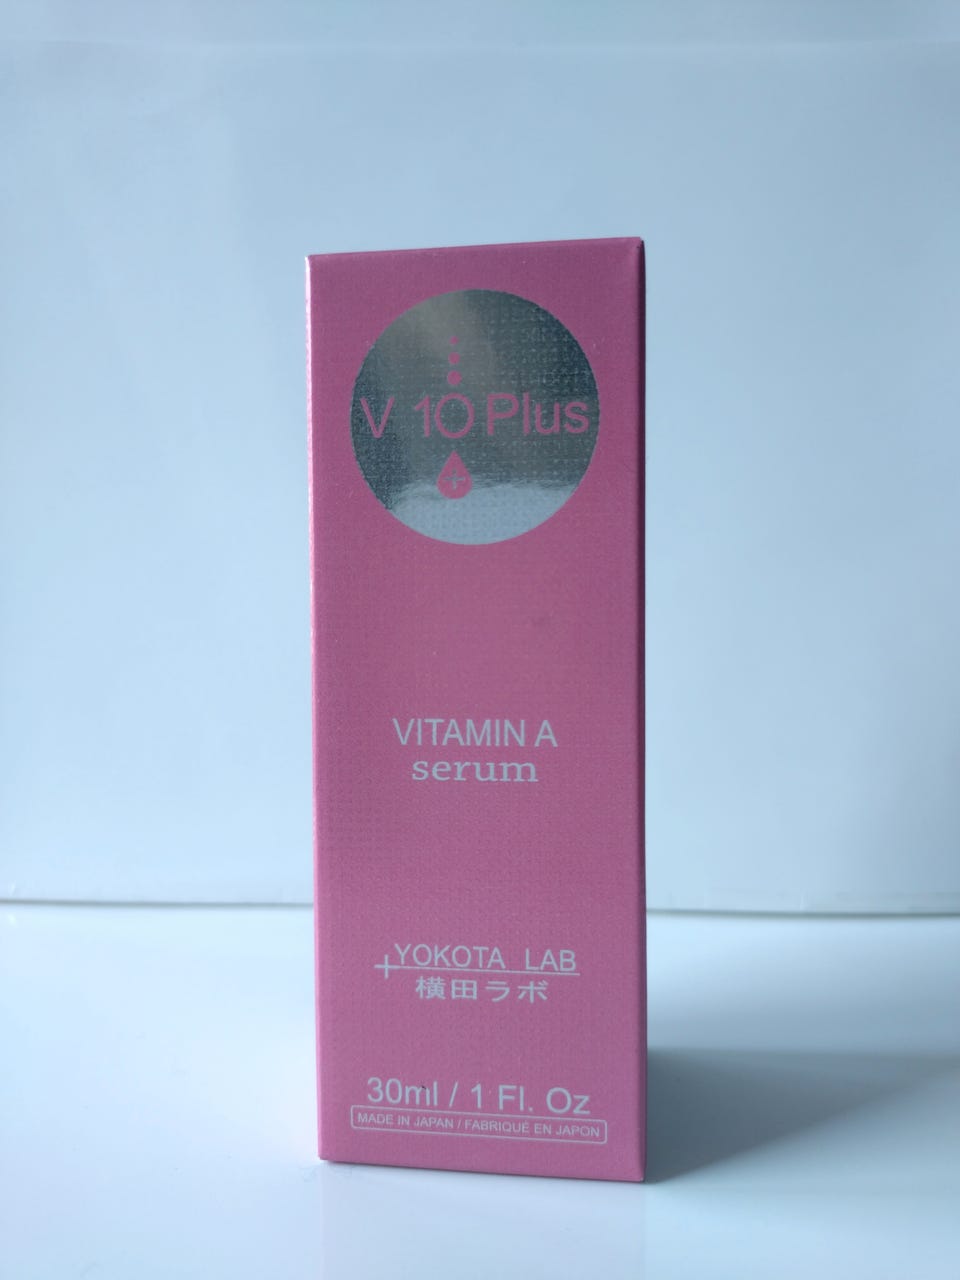 V 10 Plus
VITAMIN A
serum
YOKOTA LAB
横田ラボ
30ml / 1 Fl. Oz
MADE IN JAPAN / FABRIQUÉ EN JAPON